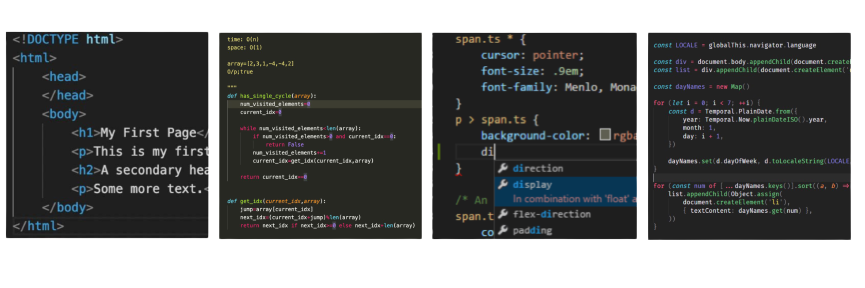 <!DOCTYPE html>
<html>
<head>
</head>
<body>
<h1>My First Page</
<p>This is my first
<h2>A secondary hea
<p>Some more text.<
</body>
</html>
time: O(n)
space: O(1)
array=[2,3,1,-4,-4,2]
O/p:true
"""
def has_single_cycle(array):
num_visited_elements=0
current_idx=0
while num_visited_elements<len(array):
if num_visited_elements>0 and current_idx==0:
return False
num_visited_elements+=1
current_idx=get_idx(current_idx,array)
return current_idx==0
def get_idx(current_idx,array):
jump=array[current_idx]
next_idx=(current_idx+jump)%len(array)
return next_idx if next_idx>=0 else next_idx+len(array)
span.ts * {
cursor: pointer;
font-size: .9em;
font-family: Menlo, Mona
}
p > span.ts {
background-color: rgba
di
}
direction
display
In combination with 'float' a
flex-direction
padding
/* An
span.t
co
const LOCALE = globalThis.navigator.language
const div = document.body.appendChild(document.create
const list = div.appendChild(document.createElement('
const dayNames = new Map()
for (let i = 0; i < 7; ++i) {
const d = Temporal.PlainDate.from({
year: Temporal.Now.plainDateISO().year,
month: 1,
day: i + 1,
})
dayNames.set(d.dayOfWeek, d.toLocaleString(LOCALE
}
for (const num of [...dayNames.keys()].sort((a, b) =>
list.appendChild(Object.assign(
document.createElement('li'),
{ textContent: dayNames.get(num) },
))
}